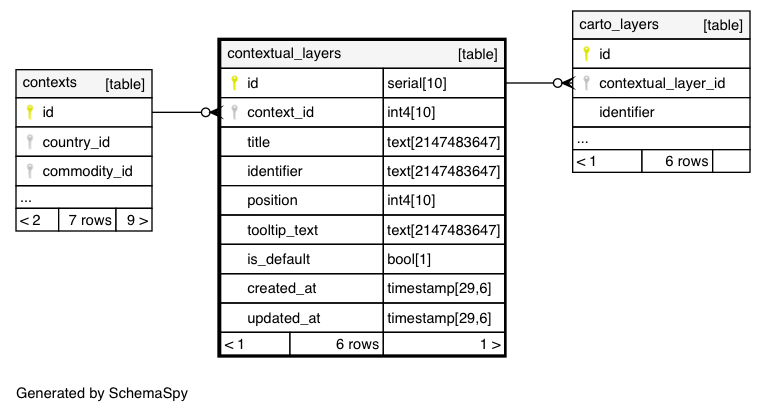 contexts [table]
id
country_id
commodity_id
...
< 2 7 rows 9 >
contextual_layers [table]
id serial[10]
context_id int4[10]
title text[2147483647]
identifier text[2147483647]
position int4[10]
tooltip_text text[2147483647]
is_default bool[1]
created_at timestamp[29,6]
updated_at timestamp[29,6]
< 1 6 rows 1 >
carto_layers [table]
id
contextual_layer_id
identifier
...
< 1 6 rows
Generated by SchemaSpy